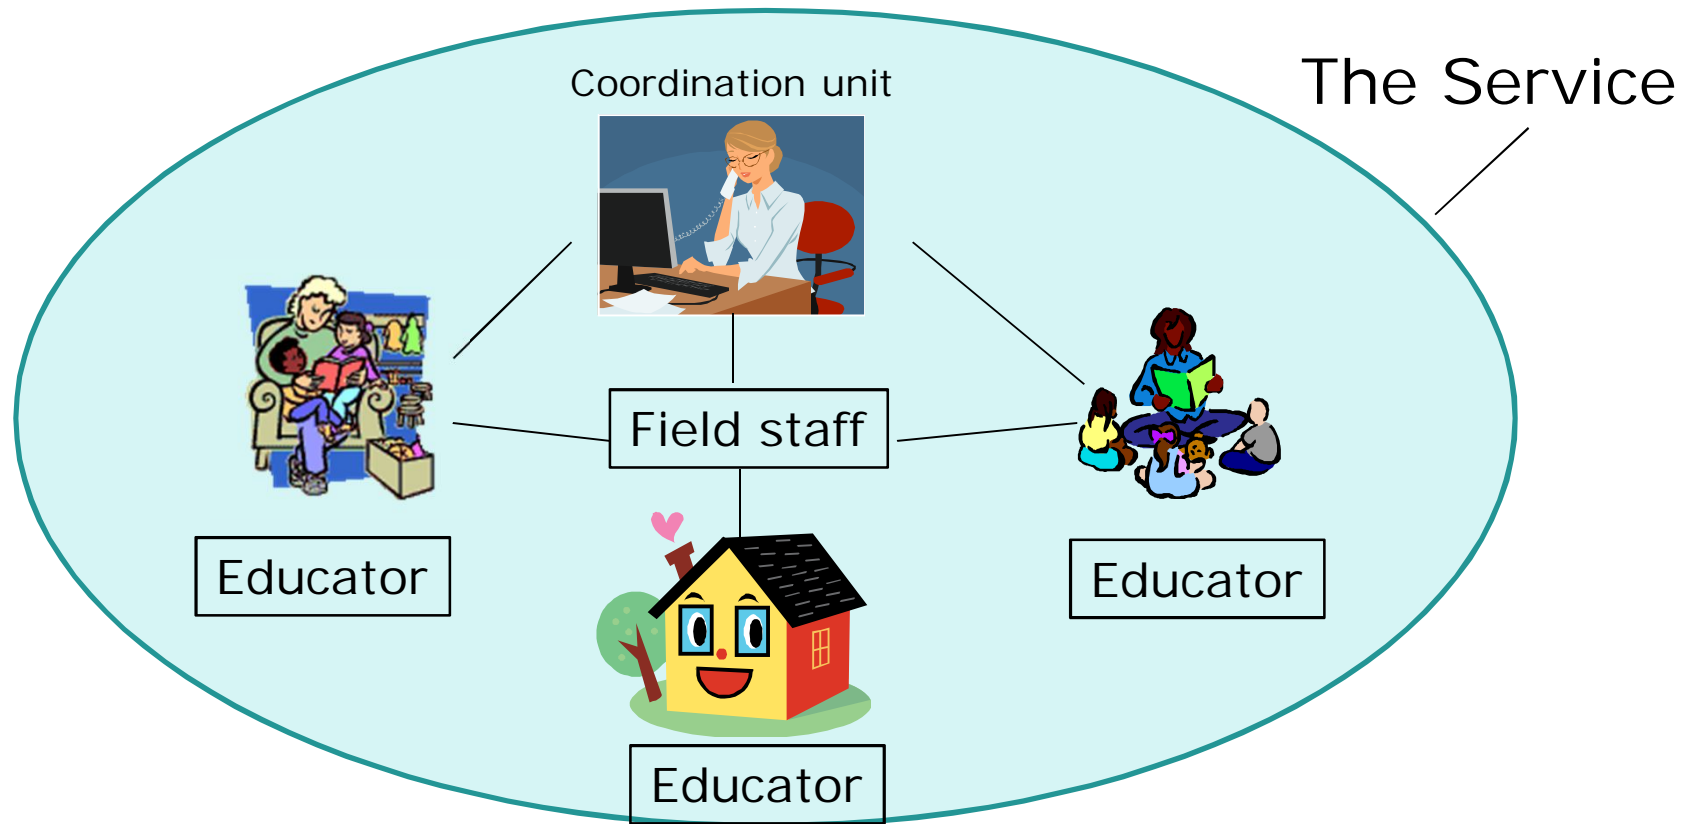 The Service
Coordination unit
Field staff
Educator
Educator
Educator